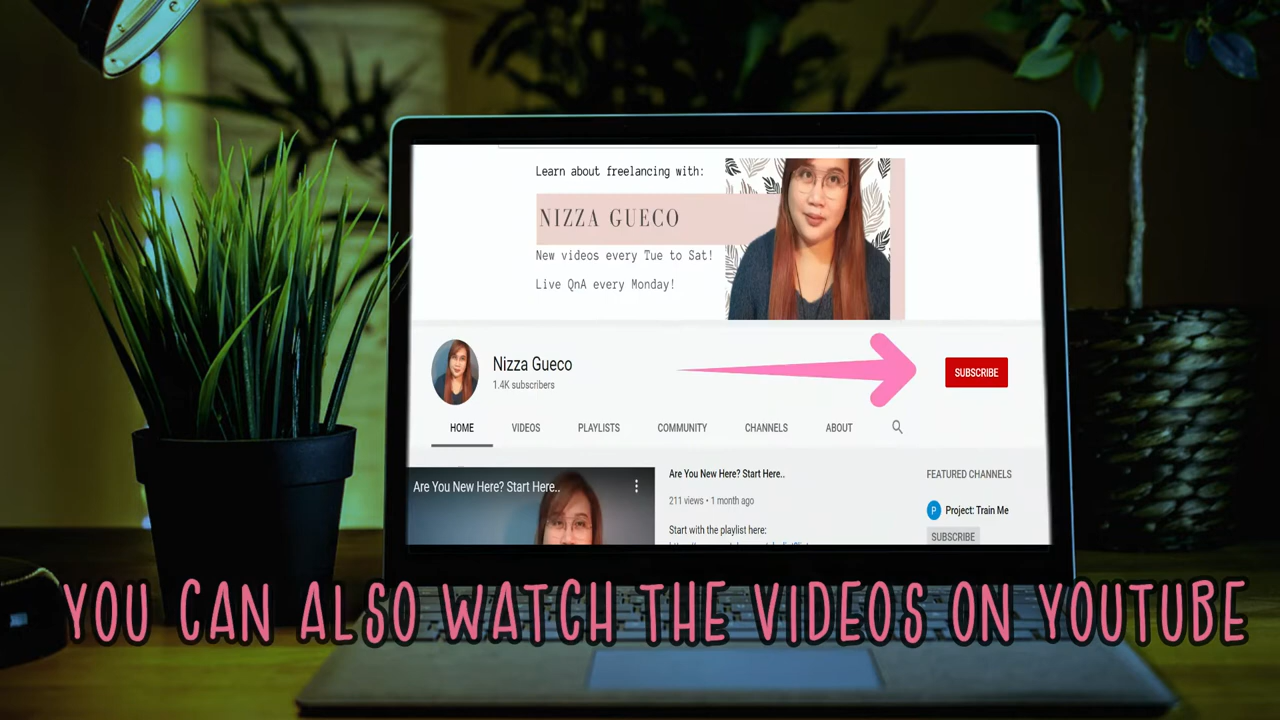 Learn about freelancing with:
NIZZA GUECO
New videos every Tue to Sat!
Live QnA every Monday!
Nizza Gueco
1.4K subscribers
SUBSCRIBE
HOME VIDEOS PLAYLISTS COMMUNITY CHANNELS ABOUT
Are You New Here? Start Here..
Are You New Here? Start Here..
211 views • 1 month ago
Start with the playlist here:
FEATURED CHANNELS
P Project: Train Me
SUBSCRIBE
YOU CAN ALSO WATCH THE VIDEOS ON YOUTUBE